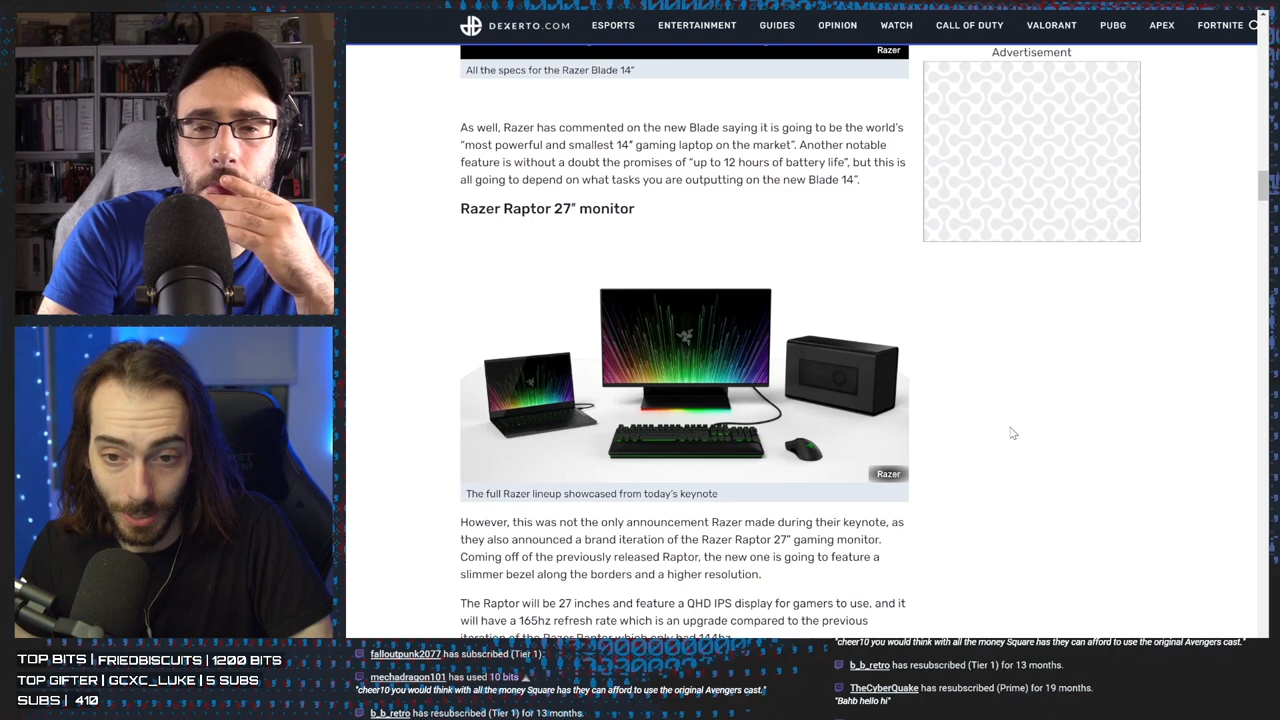 DEXERTO.COM
ESPORTS
ENTERTAINMENT
GUIDES
OPINION
WATCH
CALL OF DUTY
VALORANT
PUBG
APEX
FORTNITE
Razer
All the specs for the Razer Blade 14”
Advertisement
As well, Razer has commented on the new Blade saying it is going to be the world’s
“most powerful and smallest 14″ gaming laptop on the market”. Another notable
feature is without a doubt the promises of “up to 12 hours of battery life”, but this is
all going to depend on what tasks you are outputting on the new Blade 14”.
Razer Raptor 27″ monitor
Razer
The full Razer lineup showcased from today’s keynote
However, this was not the only announcement Razer made during their keynote, as
they also announced a brand iteration of the Razer Raptor 27” gaming monitor.
Coming off of the previously released Raptor, the new one is going to feature a
slimmer bezel along the borders and a higher resolution.
The Raptor will be 27 inches and feature a QHD IPS display for gamers to use, and it
will have a 165hz refresh rate which is an upgrade compared to the previous
iteration of the Razer Raptor which only had 144hz.
TOP BITS | FRIEDBISCUITS | 1200 BITS
TOP GIFTER | GCXC_LUKE | 5 SUBS
SUBS | 410
falloutpunk2077 has subscribed (Tier 1)
mechadragon101 has used 10 bits
"cheer10 you would think with all the money Square has they can afford to use the original Avengers cast."
b_b_retro has resubscribed (Tier 1) for 13 months.
"cheer10 you would think with all the money Square has they can afford to use the original Avengers cast."
b_b_retro has resubscribed (Tier 1) for 13 months.
TheCyberQuake has resubscribed (Prime) for 19 months.
"Bahb hello hi"